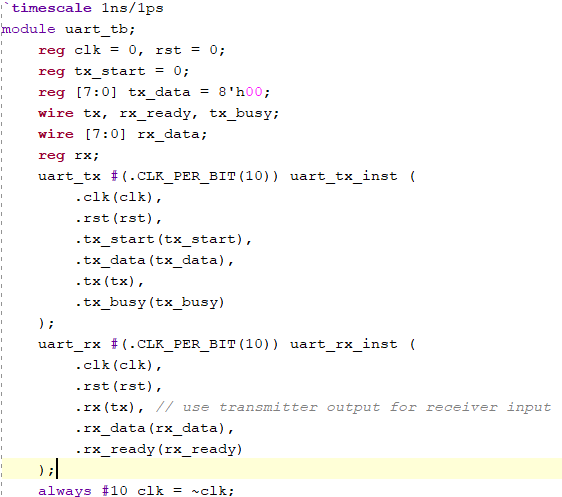 `timescale 1ns/1ps
module uart_tb;
    reg clk = 0, rst = 0;
    reg tx_start = 0;
    reg [7:0] tx_data = 8'h00;
    wire tx, rx_ready, tx_busy;
    wire [7:0] rx_data;
    reg rx;
    uart_tx #(.CLK_PER_BIT(10)) uart_tx_inst (
        .clk(clk),
        .rst(rst),
        .tx_start(tx_start),
        .tx_data(tx_data),
        .tx(tx),
        .tx_busy(tx_busy)
    );
    uart_rx #(.CLK_PER_BIT(10)) uart_rx_inst (
        .clk(clk),
        .rst(rst),
        .rx(tx), // use transmitter output for receiver input
        .rx_data(rx_data),
        .rx_ready(rx_ready)
    );
    always #10 clk = ~clk;